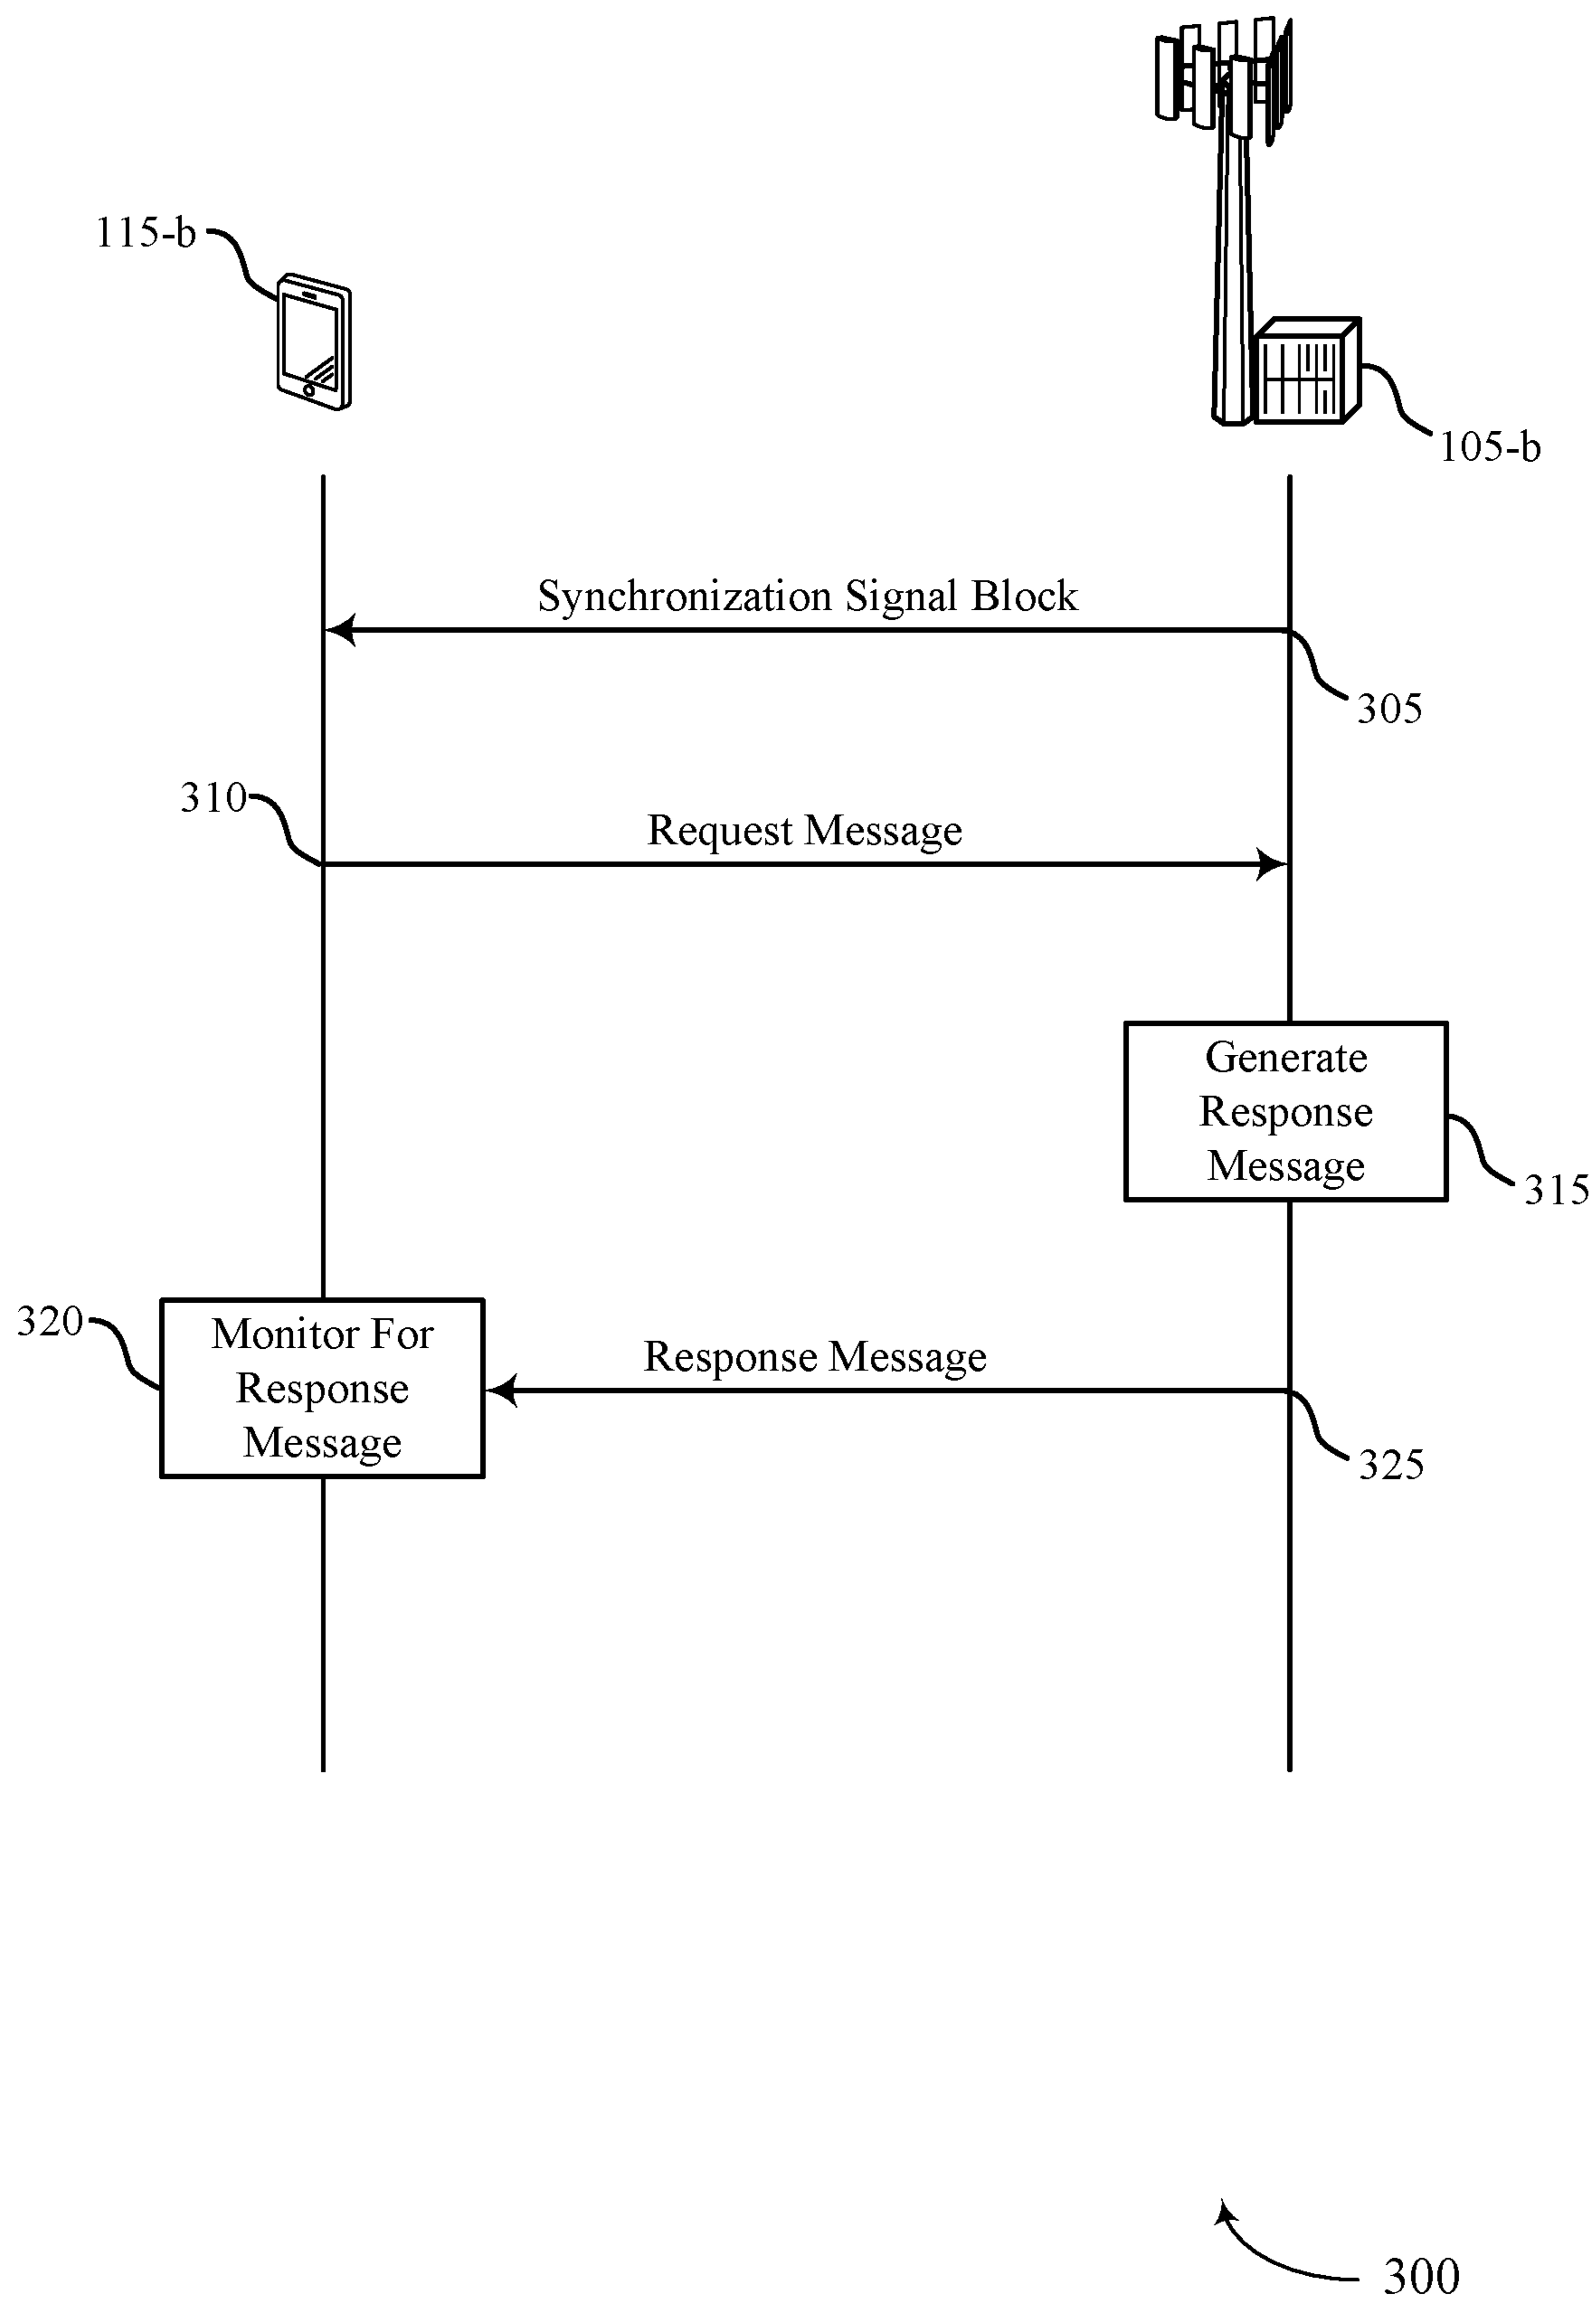 115-b
105-b
Synchronization Signal Block
305
310
Request Message
Generate
Response
Message
315
320
Monitor For
Response
Message
Response Message
325
300